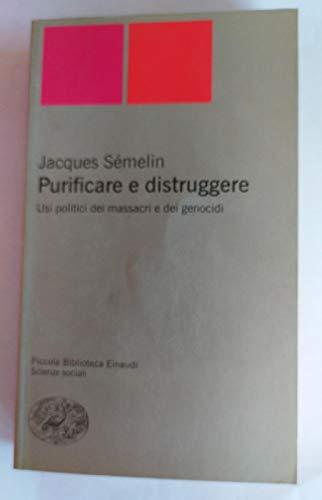 Jacques Sémelin
Purificare e distruggere
Usi politici dei massacri e dei genocidi
Piccola Biblioteca Einaudi
Scienze sociali